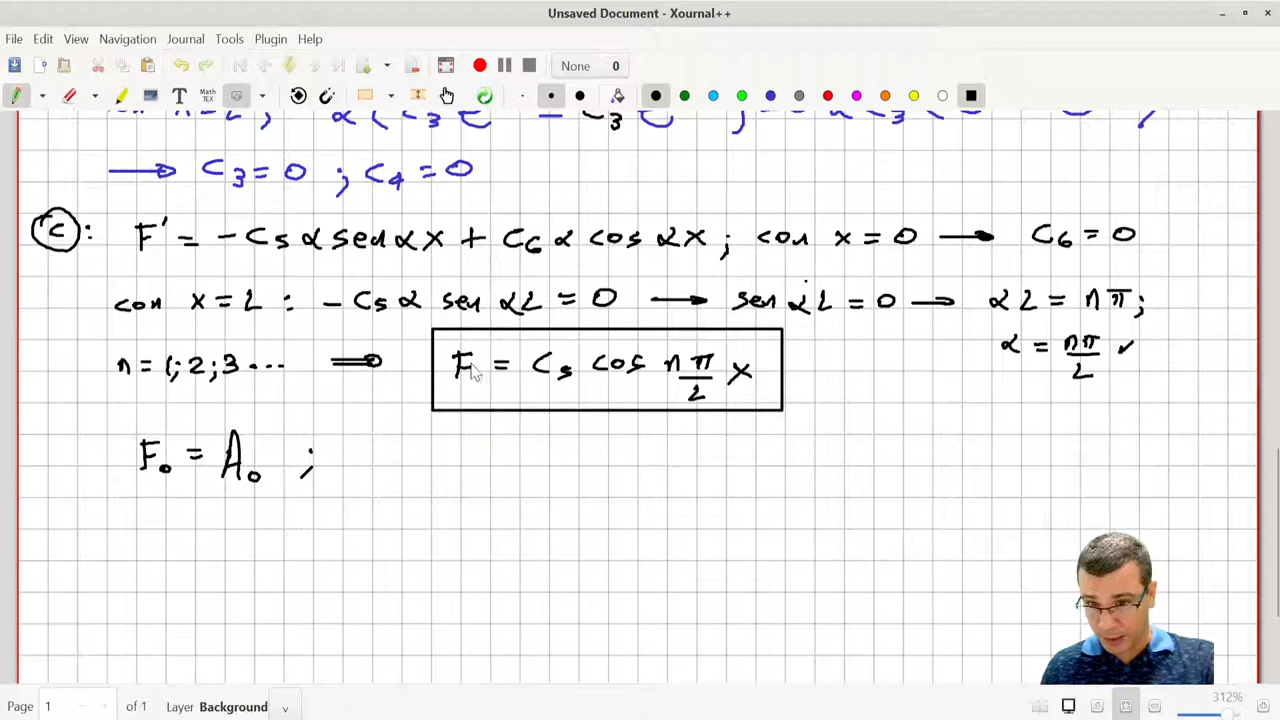 Unsaved Document - Xournal++
File Edit View Navigation Journal Tools Plugin Help
None 0
Math TEX
→ C₃ = 0 ; C₄ = 0
C : F' = - C₅ α sen αx + C₆ α cos αx ; con x = 0 → C₆ = 0
con x = L : - C₅ α sen αL = 0 → sen αL = 0 → αL = nπ ;
α = nπ/L ✓
n = 1; 2; 3 ... ⟹ F = C₅ cos nπ/L x
F₀ = A₀ ;
Page 1 of 1 Layer Background 312%